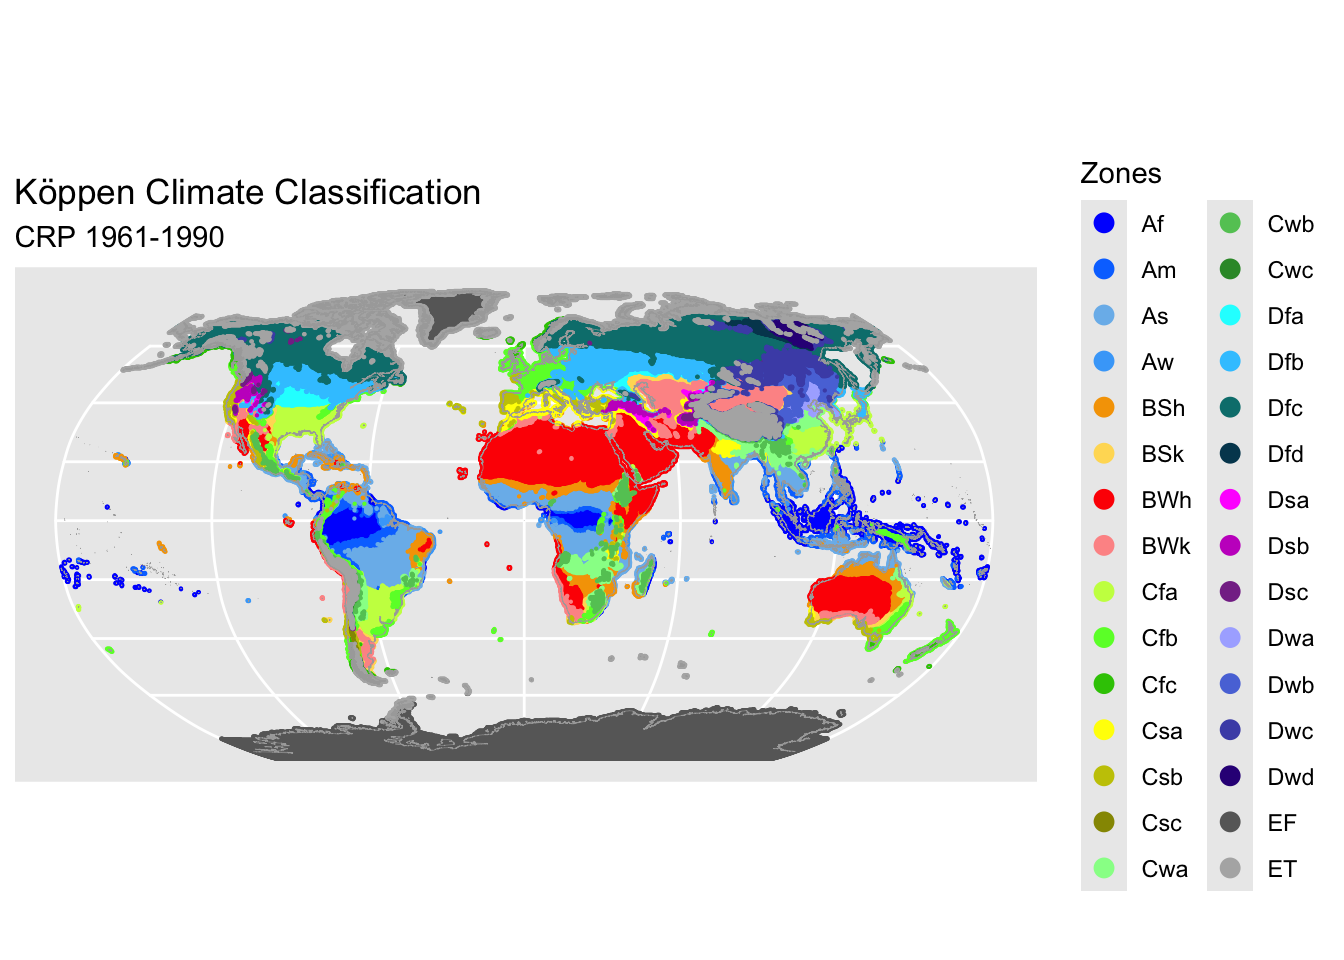 Köppen Climate Classification
CRP 1961-1990
Zones
Af
Am
As
Aw
BSh
BSk
BWh
BWk
Cfa
Cfb
Cfc
Csa
Csb
Csc
Cwa
Cwb
Cwc
Dfa
Dfb
Dfc
Dfd
Dsa
Dsb
Dsc
Dwa
Dwb
Dwc
Dwd
EF
ET